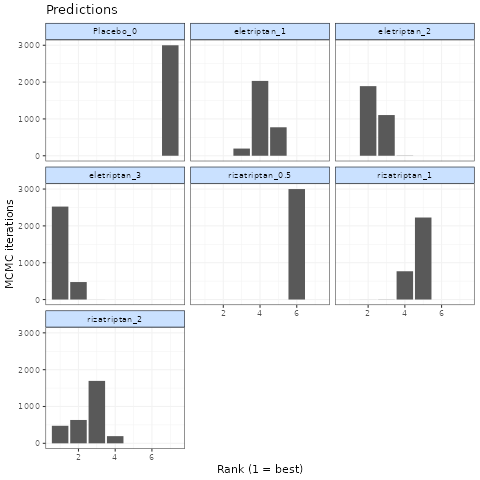 Predictions
Placebo_0 eletriptan_1 eletriptan_2
3000
2000
1000
0
eletriptan_3 rizatriptan_0.5 rizatriptan_1
3000
2000
1000
0
2 4 6 2 4 6
rizatriptan_2
3000
2000
1000
0
2 4 6
MCMC iterations
Rank (1 = best)